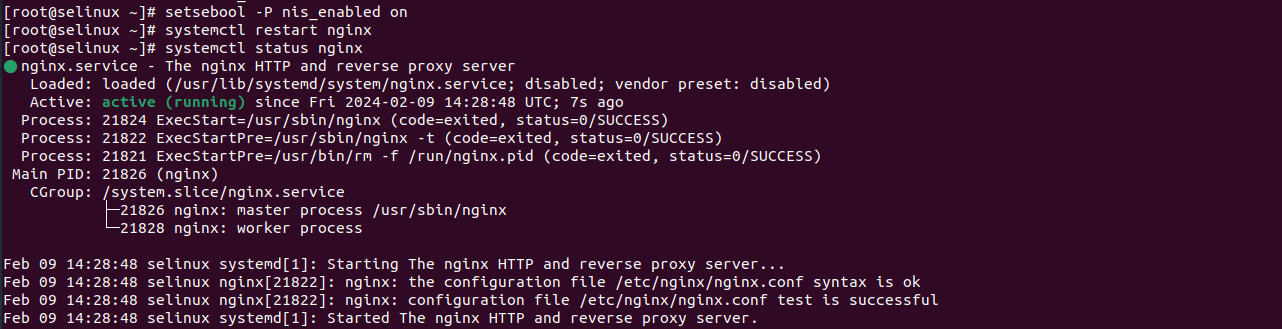 [root@selinux ~]# setsebool -P nis_enabled on
[root@selinux ~]# systemctl restart nginx
[root@selinux ~]# systemctl status nginx
● nginx.service - The nginx HTTP and reverse proxy server
   Loaded: loaded (/usr/lib/systemd/system/nginx.service; disabled; vendor preset: disabled)
   Active: active (running) since Fri 2024-02-09 14:28:48 UTC; 7s ago
  Process: 21824 ExecStart=/usr/sbin/nginx (code=exited, status=0/SUCCESS)
  Process: 21822 ExecStartPre=/usr/sbin/nginx -t (code=exited, status=0/SUCCESS)
  Process: 21821 ExecStartPre=/usr/bin/rm -f /run/nginx.pid (code=exited, status=0/SUCCESS)
 Main PID: 21826 (nginx)
   CGroup: /system.slice/nginx.service
           ├─21826 nginx: master process /usr/sbin/nginx
           └─21828 nginx: worker process
Feb 09 14:28:48 selinux systemd[1]: Starting The nginx HTTP and reverse proxy server...
Feb 09 14:28:48 selinux nginx[21822]: nginx: the configuration file /etc/nginx/nginx.conf syntax is ok
Feb 09 14:28:48 selinux nginx[21822]: nginx: configuration file /etc/nginx/nginx.conf test is successful
Feb 09 14:28:48 selinux systemd[1]: Started The nginx HTTP and reverse proxy server.